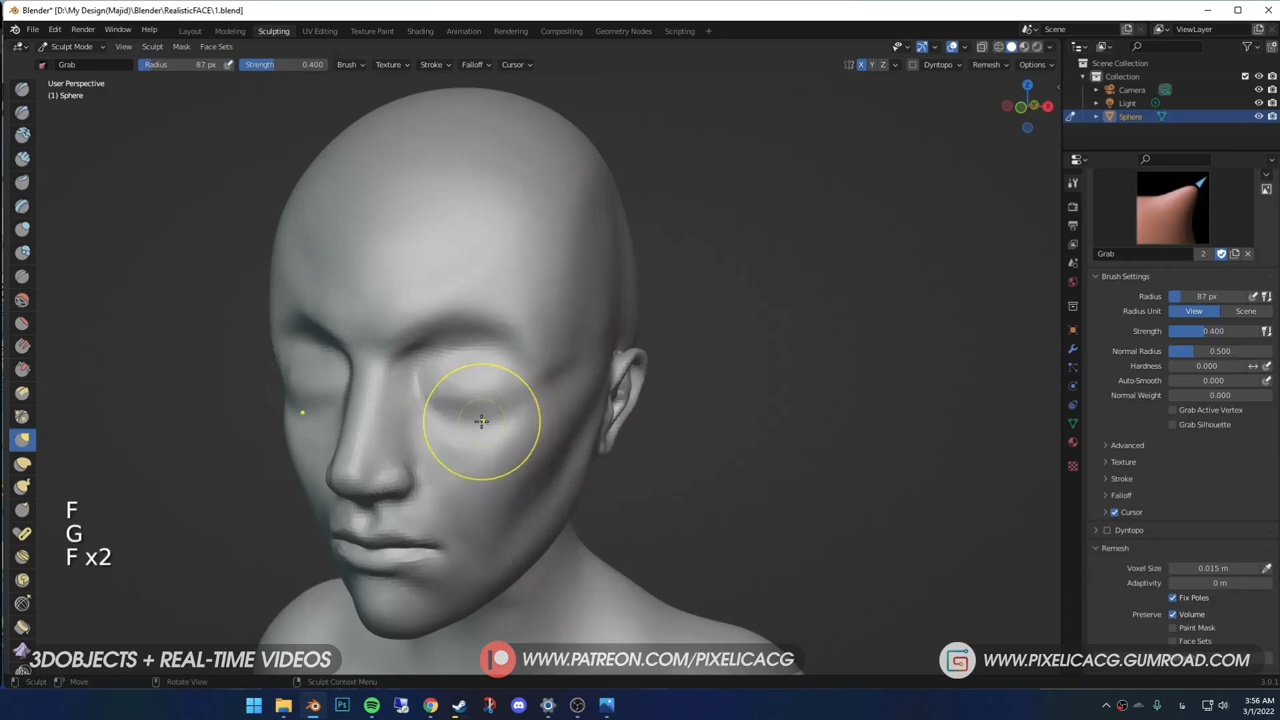 Blender* [D:\My Design(Majid)\Blender\RealisticFACE\1.blend]
File Edit Render Window Help Layout Modeling Sculpting UV Editing Texture Paint Shading Animation Rendering Compositing Geometry Nodes Scripting + Scene ViewLayer
Sculpt Mode View Sculpt Mask Face Sets
Grab Radius 87 px Strength 0.400 Brush Texture Stroke Falloff Cursor X Y Z Dyntopo Remesh Options
User Perspective
(1) Sphere
Z
X
Scene Collection
Collection
Camera
Light
Sphere
Grab 2
Brush Settings
Radius 87 px
Radius Unit View Scene
Strength 0.400
Normal Radius 0.500
Hardness 0.000
Auto-Smooth 0.000
Normal Weight 0.000
Grab Active Vertex
Grab Silhouette
Advanced
Texture
Stroke
Falloff
Cursor
Dyntopo
Remesh
Voxel Size 0.015 m
Adaptivity 0 m
Fix Poles
Preserve Volume
Paint Mask
Face Sets
F
G
F x2
3DOBJECTS + REAL-TIME VIDEOS
WWW.PATREON.COM/PIXELICACG
WWW.PIXELICACG.GUMROAD.COM
Sculpt Move Rotate View Sculpt Context Menu 3.0.1
3:56 AM
3/1/2022